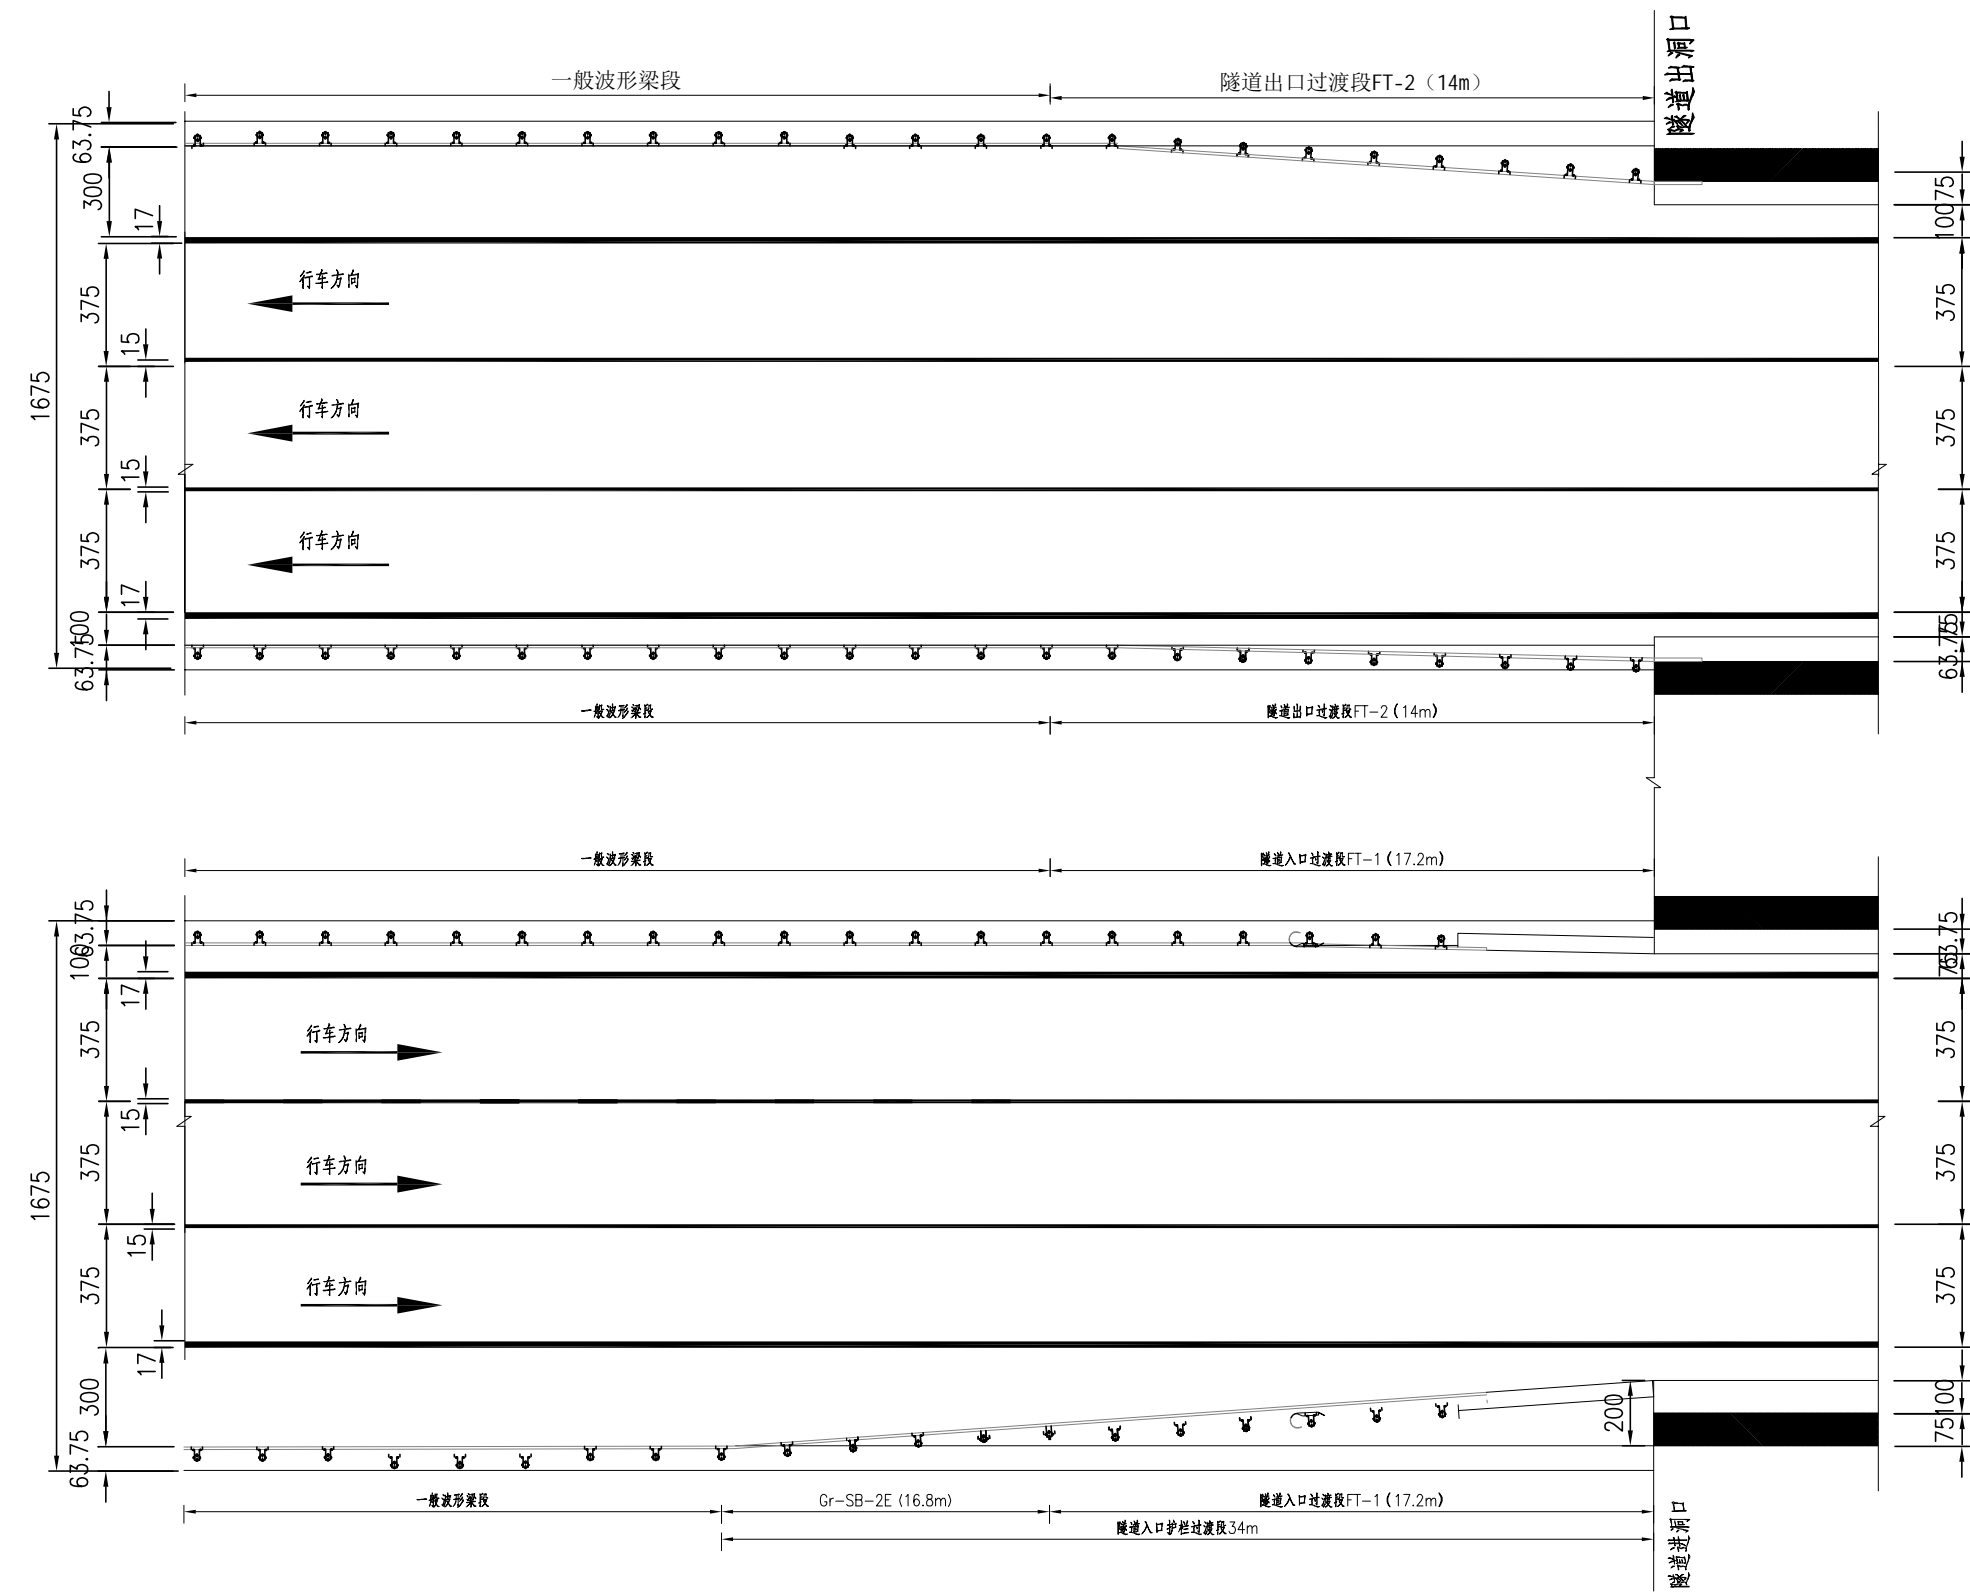 隧道出洞口
一般波形梁段
隧道出口过渡段FT-2（14m）
63.75
300
17
375
15
375
15
375
17
100
63.75
1675
行车方向
行车方向
行车方向
75
100
375
375
375
75
63.75
一般波形梁段
隧道出口过渡段FT-2（14m）
一般波形梁段
隧道入口过渡段FT-1（17.2m）
63.75
100
17
375
15
375
15
375
17
300
63.75
1675
行车方向
行车方向
行车方向
63.75
75
375
375
375
100
75
200
一般波形梁段
Gr-SB-2E (16.8m)
隧道入口过渡段FT-1（17.2m）
隧道入口护栏过渡段34m
隧道进洞口